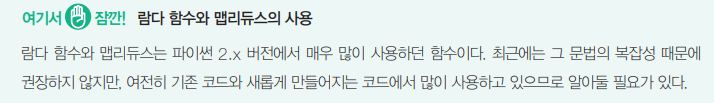 여기서 잠깐! 람다 함수와 맵리듀스의 사용
람다 함수와 맵리듀스는 파이썬 2.x 버전에서 매우 많이 사용하던 함수이다. 최근에는 그 문법의 복잡성 때문에
권장하지 않지만, 여전히 기존 코드와 새롭게 만들어지는 코드에서 많이 사용하고 있으므로 알아둘 필요가 있다.